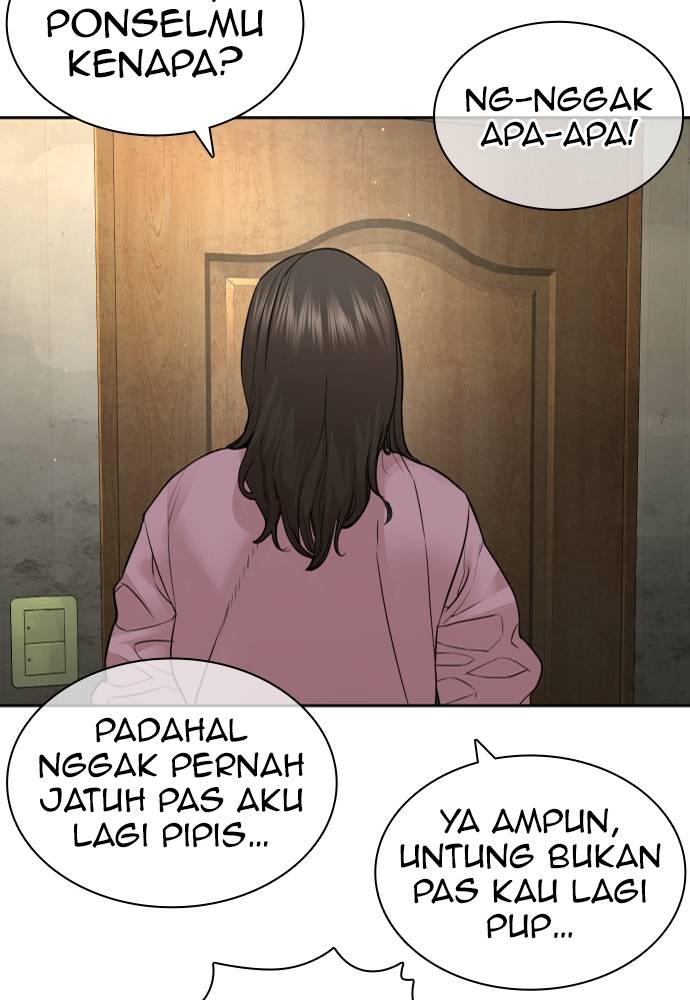 PONSELMU
KENAPA?
NG-NGGAK
APA-APA!
PADAHAL
NGGAK PERNAH
JATUH PAS AKU
LAGI PIPIS...
YA AMPUN,
UNTUNG BUKAN
PAS KAU LAGI
PUP...